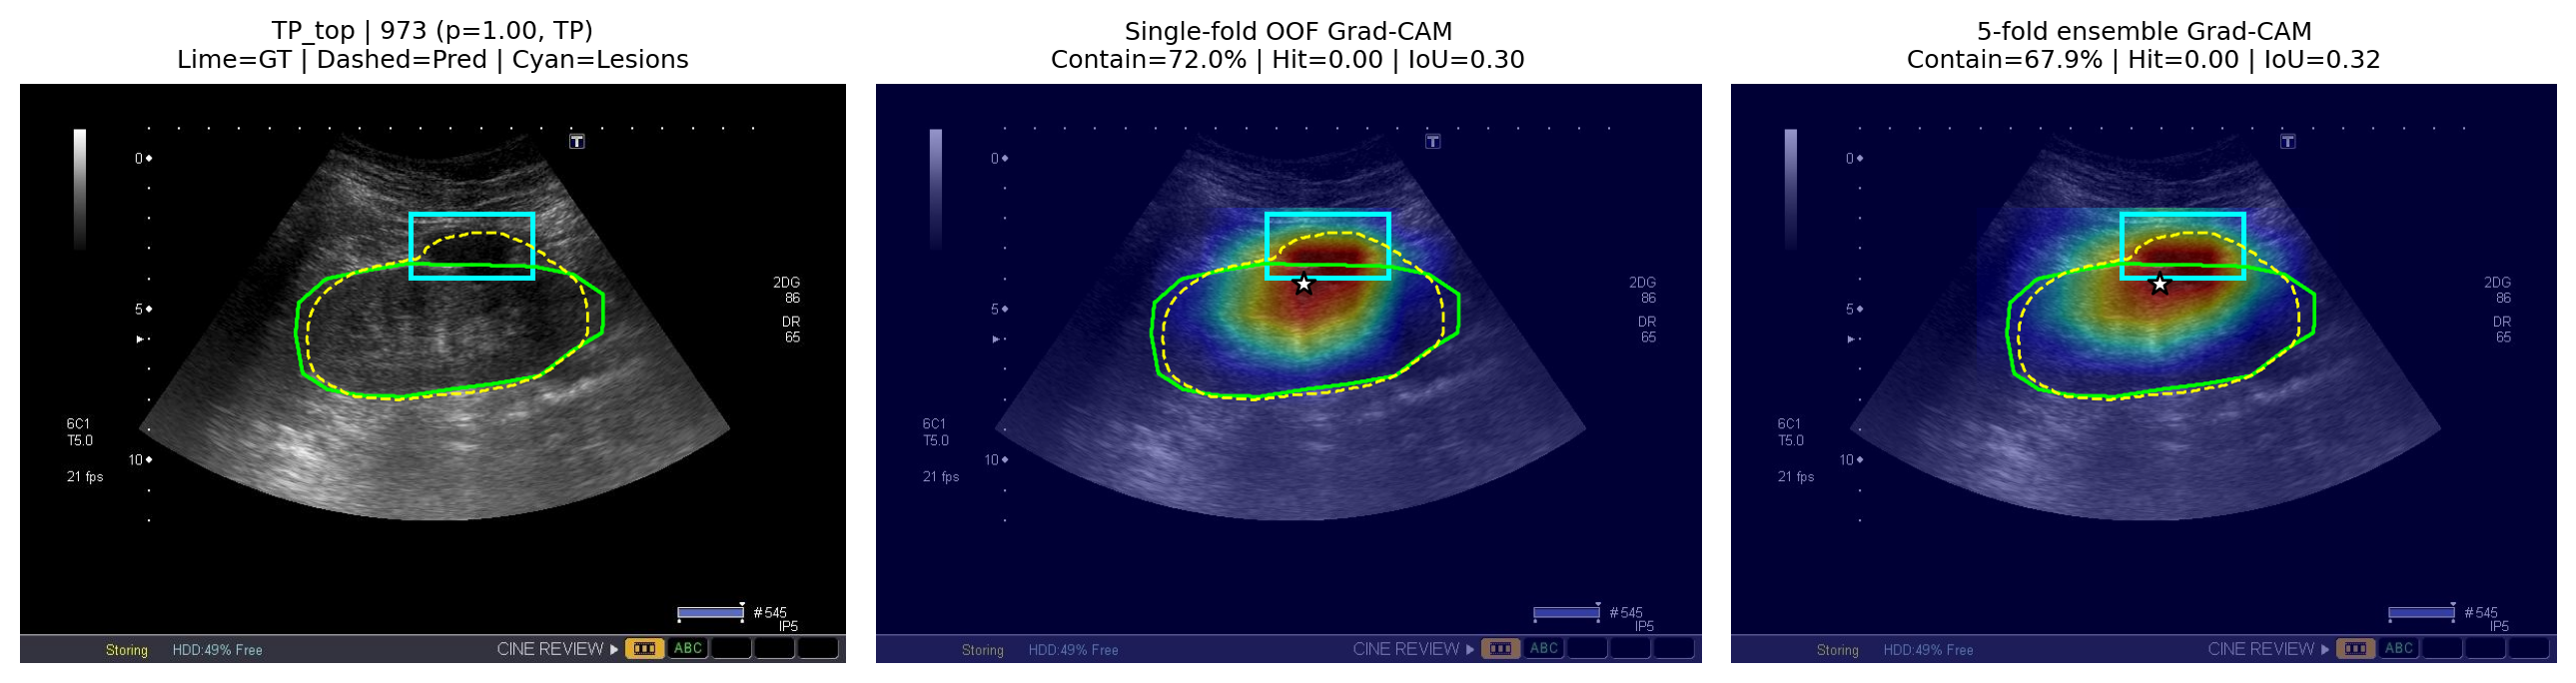 TP_top | 973 (p=1.00, TP)
Lime=GT | Dashed=Pred | Cyan=Lesions
T
0
5
10
2DG
86
DR
65
6C1
T5.0
21 fps
#545
IP5
Storing
HDD:49% Free
CINE REVIEW
ABC
Single-fold OOF Grad-CAM
Contain=72.0% | Hit=0.00 | IoU=0.30
T
0
5
10
2DG
86
DR
65
6C1
T5.0
21 fps
#545
IP5
Storing
HDD:49% Free
CINE REVIEW
ABC
5-fold ensemble Grad-CAM
Contain=67.9% | Hit=0.00 | IoU=0.32
T
0
5
10
2DG
86
DR
65
6C1
T5.0
21 fps
#545
IP5
Storing
HDD:49% Free
CINE REVIEW
ABC